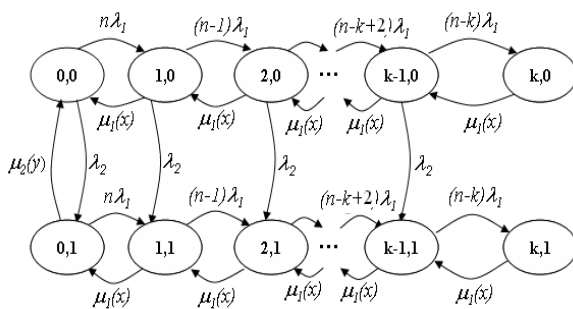 nλ₁ (n-1)λ₁ (n-k+2)λ₁ (n-k)λ₁
0,0 1,0 2,0 ... k-1,0 k,0
μ₁(x) μ₁(x) μ₁(x) μ₁(x) μ₁(x)
μ₂(y) λ₂ λ₂ λ₂ λ₂
nλ₁ (n-1)λ₁ (n-k+2)λ₁ (n-k)λ₁
0,1 1,1 2,1 ... k-1,1 k,1
μ₁(x) μ₁(x) μ₁(x) μ₁(x) μ₁(x)